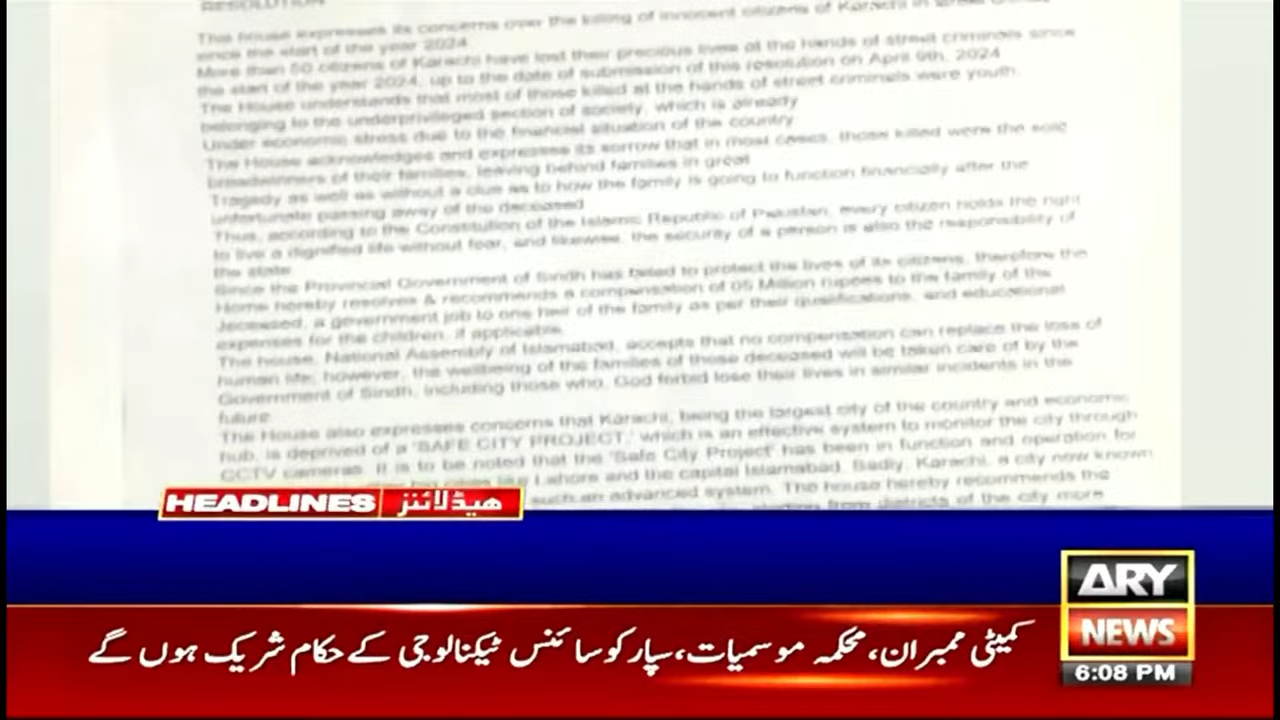 RESOLUTION
This house expresses its concerns over the killing of innocent citizens of Karachi in street
since the start of the year 2024
More than 50 citizens of Karachi have lost their precious lives at the hands of street criminals since
the start of the year 2024, up to the date of submission of this resolution on April 9th, 2024
The House understands that most of those killed at the hands of street criminals were youth,
belonging to the underprivileged section of society, which is already
Under economic stress due to the financial situation of the country
The House acknowledges and expresses its sorrow that in most cases, those killed were the sole
breadwinners of their families, leaving behind families in great
Tragedy as well as without a clue as to how the family is going to function financially after the
unfortunate passing away of the deceased
Thus, according to the Constitution of the Islamic Republic of Pakistan, every citizen holds the right
to live a dignified life without fear, and likewise, the security of a person is also the responsibility of
the state
Since the Provincial Government of Sindh has failed to protect the lives of its citizens, therefore the
Home hereby resolves & recommends a compensation of 05 Million rupees to the family of the
deceased, a government job to one heir of the family as per their qualifications, and educational
expenses for the children, if applicable
The house, National Assembly of Islamabad, accepts that no compensation can replace the loss of
human life; however, the wellbeing of the families of those deceased will be taken care of by the
Government of Sindh, including those who, God forbid lose their lives in similar incidents in the
future
The House also expresses concerns that Karachi, being the largest city of the country and economic
hub, is deprived of a 'SAFE CITY PROJECT,' which is an effective system to monitor the city through
CCTV cameras. It is to be noted that the 'Safe City Project' has been in function and operation for
like Lahore and the capital Islamabad. Sadly, Karachi, a city now known
such an advanced system. The house hereby recommends the
from districts of the city more
HEADLINES هیڈلائنز
ARY
NEWS
6:08 PM
کمیٹی ممبران، محکمہ موسمیات، سپارکو سائنس ٹیکنالوجی کے حکام شریک ہوں گے